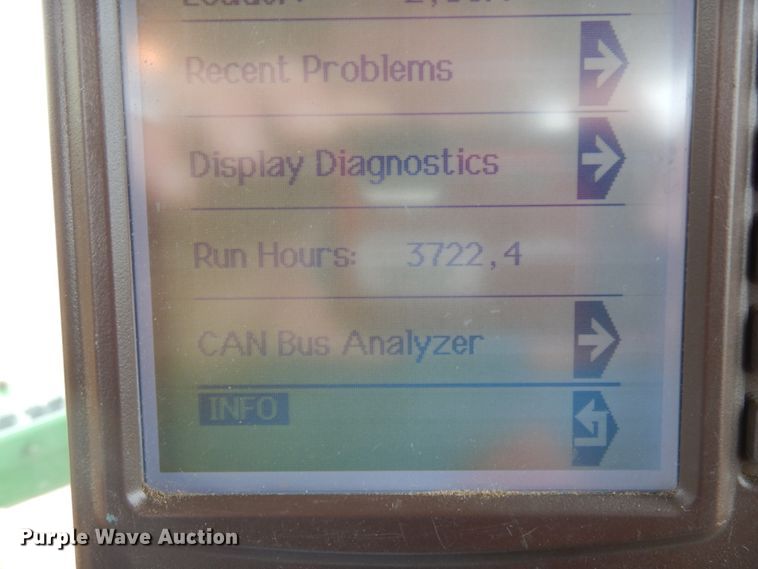 Recent Problems
Display Diagnostics
Run Hours: 3722,4
CAN Bus Analyzer
INFO
Purple Wave Auction